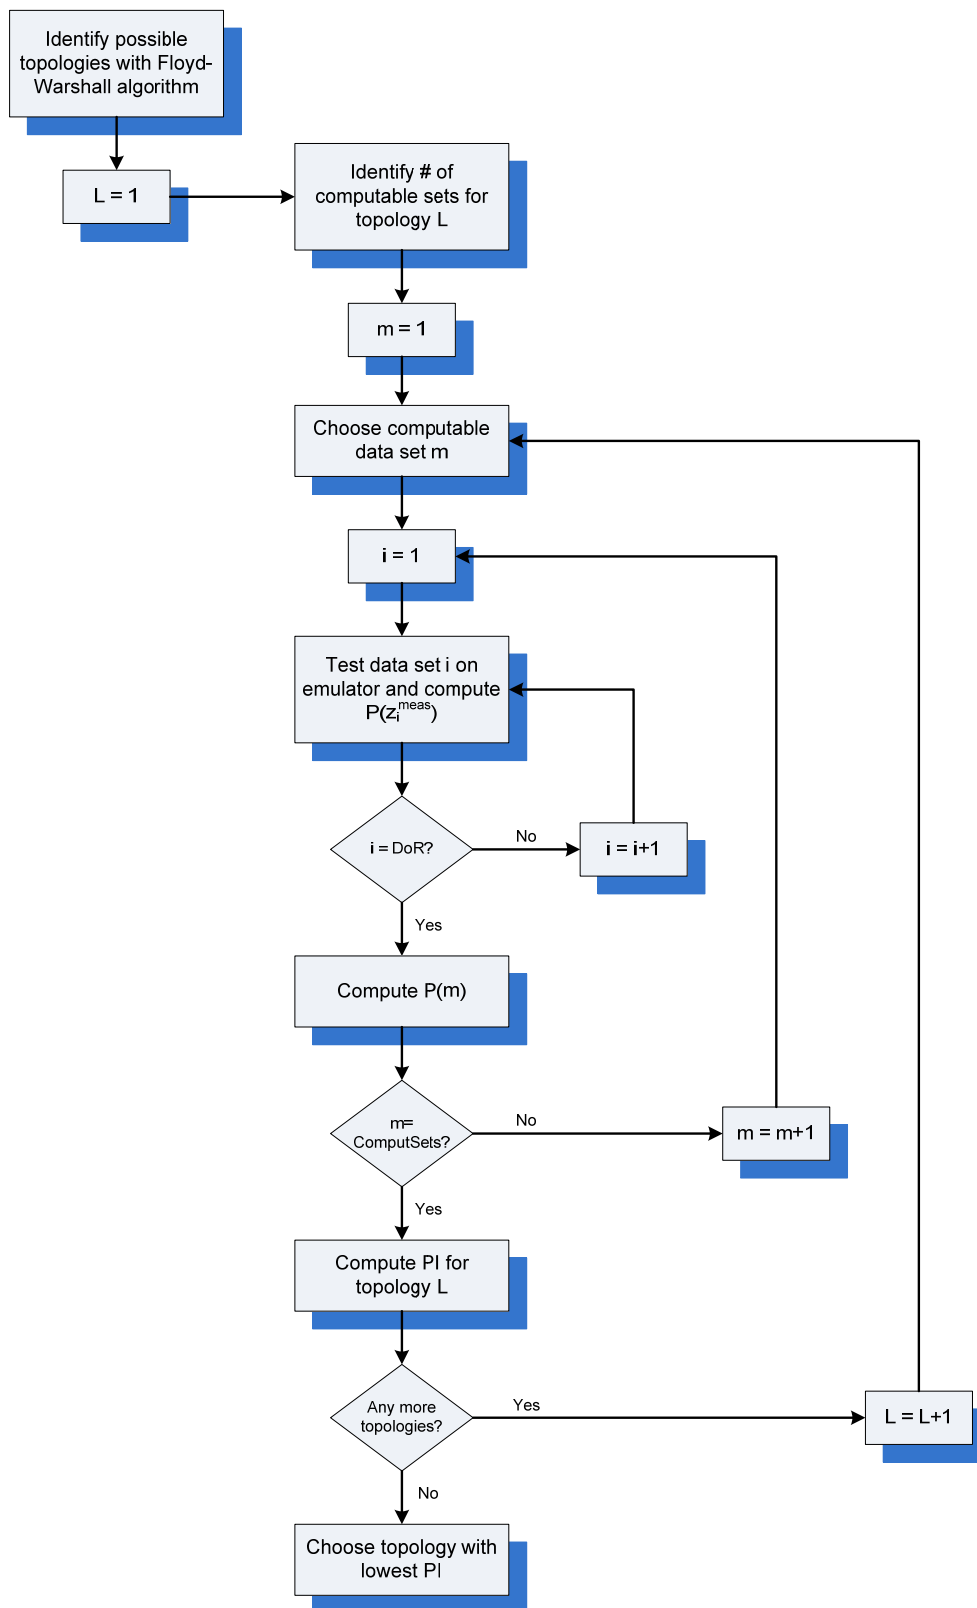 Identify possible
topologies with Floyd-
Warshall algorithm
L = 1
Identify # of
computable sets for
topology L
m = 1
Choose computable
data set m
i = 1
Test data set i on
emulator and compute
P(z_i^meas)
i = DoR?
No
i = i+1
Yes
Compute P(m)
m=
ComputSets?
No
m = m+1
Yes
Compute PI for
topology L
Any more
topologies?
Yes
L = L+1
No
Choose topology with
lowest PI